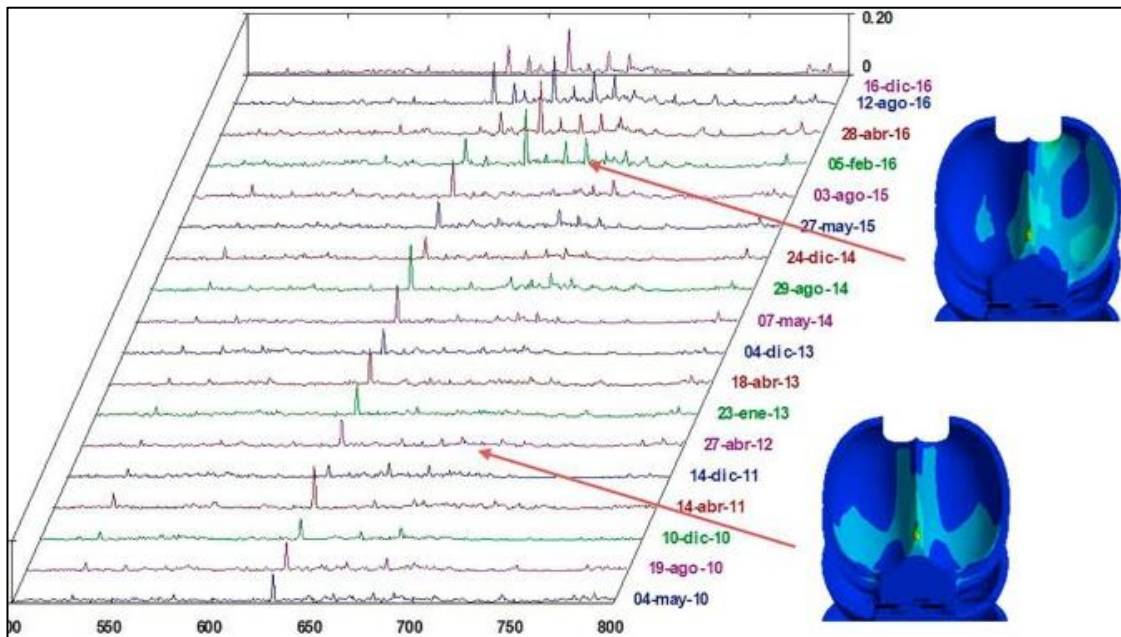 0.20
0
16-dic-16
12-ago-16
28-abr-16
05-feb-16
03-ago-15
27-may-15
24-dic-14
29-ago-14
07-may-14
04-dic-13
18-abr-13
23-ene-13
27-abr-12
14-dic-11
14-abr-11
10-dic-10
19-ago-10
04-may-10
00 550 600 650 700 750 800